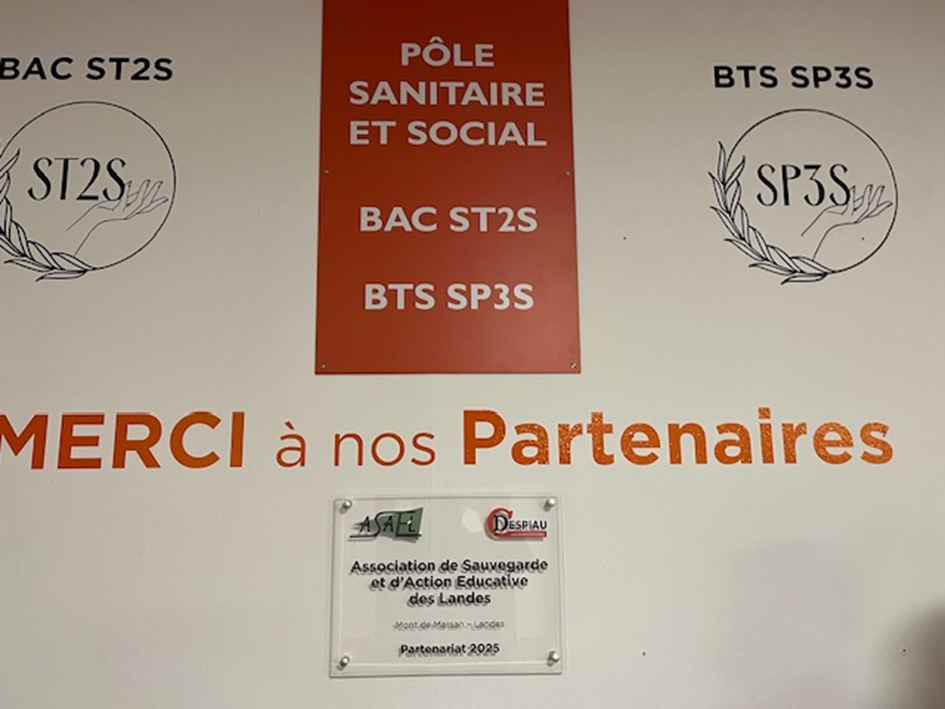 BAC ST2S
ST2S
PÔLE
SANITAIRE
ET SOCIAL
BAC ST2S
BTS SP3S
BTS SP3S
SP3S
MERCI à nos Partenaires
ASAEL
DESPIAU
Association de Sauvegarde
et d'Action Educative
des Landes
Mont de Marsan - Landes
Partenariat 2025